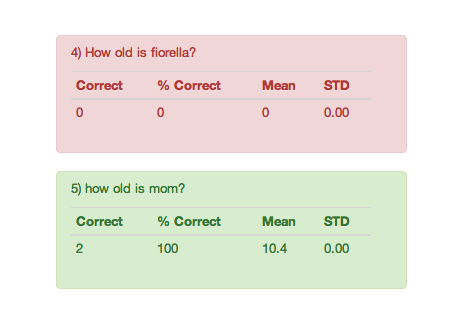 4) How old is fiorella?
Correct % Correct Mean STD
0 0 0 0.00
5) how old is mom?
Correct % Correct Mean STD
2 100 10.4 0.00